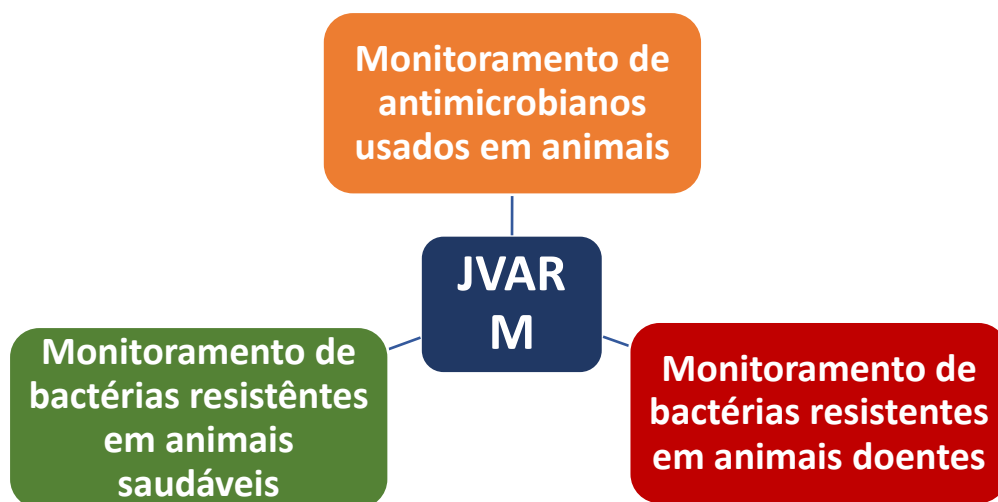 Monitoramento de
antimicrobianos
usados em animais
JVAR
M
Monitoramento de
bactérias resistêntes
em animais
saudáveis
Monitoramento de
bactérias resistentes
em animais doentes